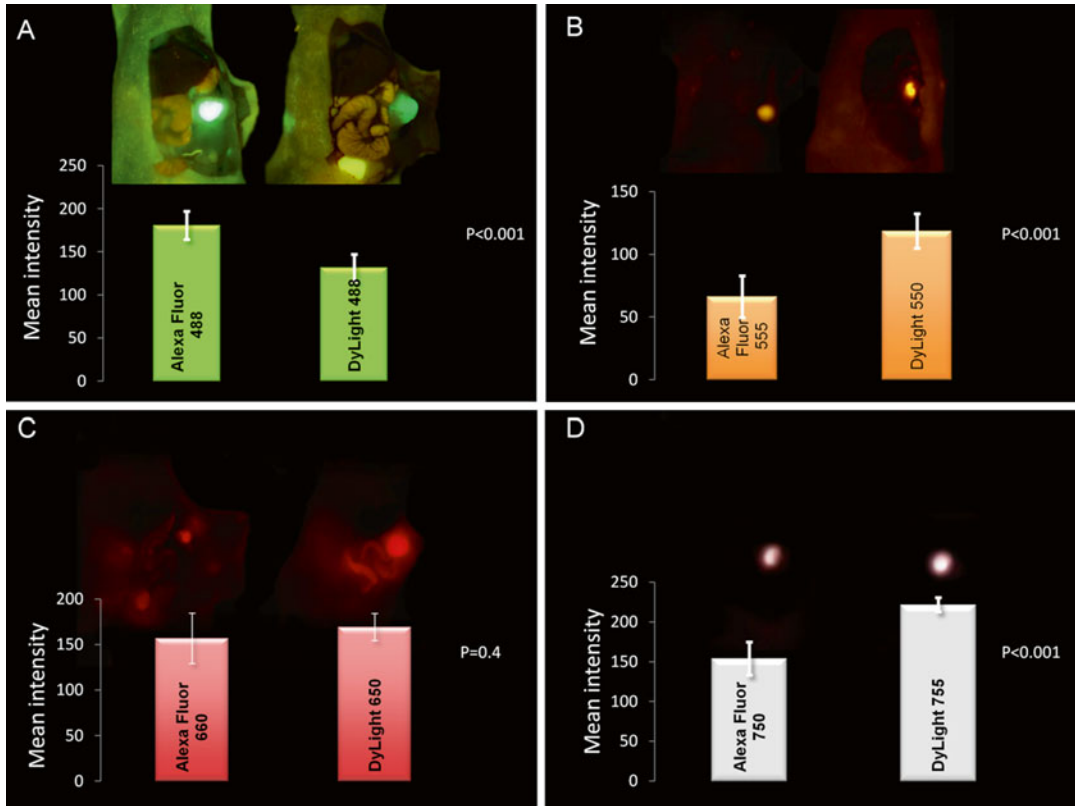 A
Mean intensity
250
200
150
100
50
0
Alexa Fluor
488
DyLight 488
P<0.001
B
Mean intensity
150
100
50
0
Alexa
Fluor
555
DyLight 550
P<0.001
C
Mean intensity
200
150
100
50
0
Alexa Fluor
660
DyLight 650
P=0.4
D
Mean intensity
250
200
150
100
50
0
Alexa Fluor
750
DyLight 755
P<0.001